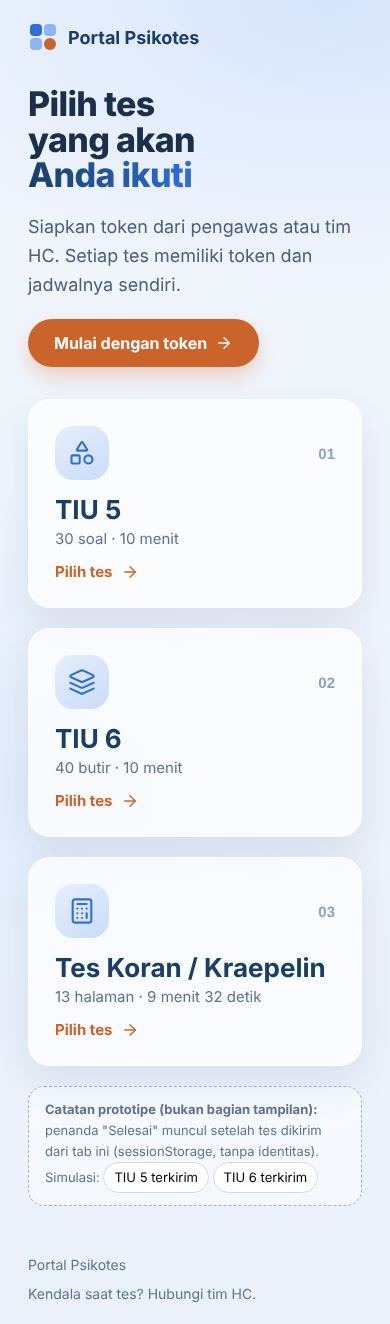 Portal Psikotes
Pilih tes
yang akan
Anda ikuti
Siapkan token dari pengawas atau tim
HC. Setiap tes memiliki token dan
jadwalnya sendiri.
Mulai dengan token
01
TIU 5
30 soal · 10 menit
Pilih tes
02
TIU 6
40 butir · 10 menit
Pilih tes
03
Tes Koran / Kraepelin
13 halaman · 9 menit 32 detik
Pilih tes
Catatan prototipe (bukan bagian tampilan):
penanda "Selesai" muncul setelah tes dikirim
dari tab ini (sessionStorage, tanpa identitas).
Simulasi: TIU 5 terkirim TIU 6 terkirim
Portal Psikotes
Kendala saat tes? Hubungi tim HC.